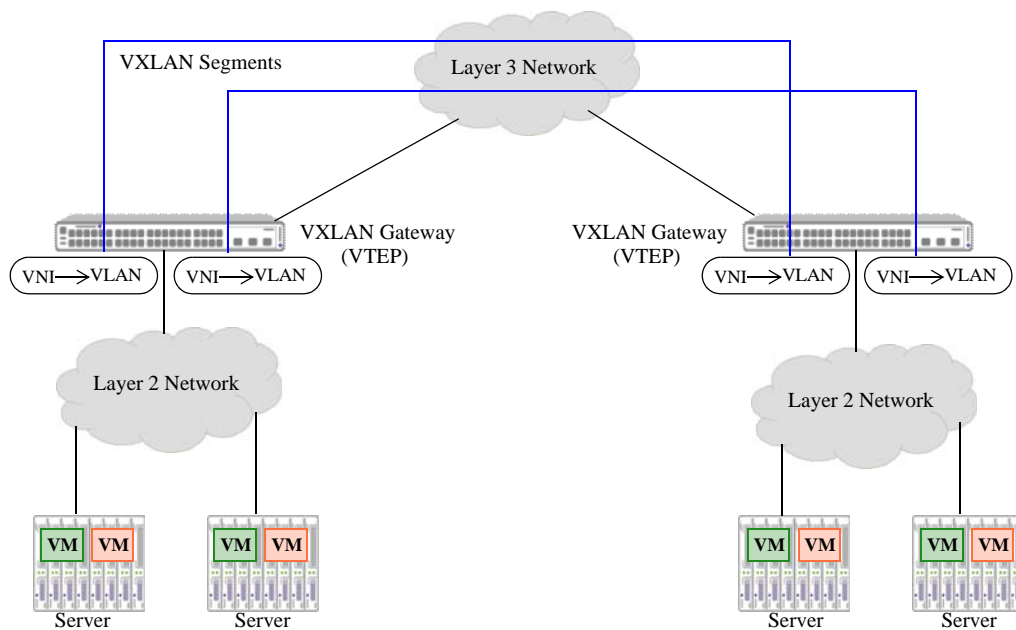 Layer 3 Network
VXLAN Segments
VXLAN Gateway
(VTEP)
VXLAN Gateway
(VTEP)
VNI VLAN
VNI VLAN
VNI VLAN
VNI VLAN
Layer 2 Network
Layer 2 Network
VM VM
VM VM
VM VM
VM VM
Server
Server
Server
Server